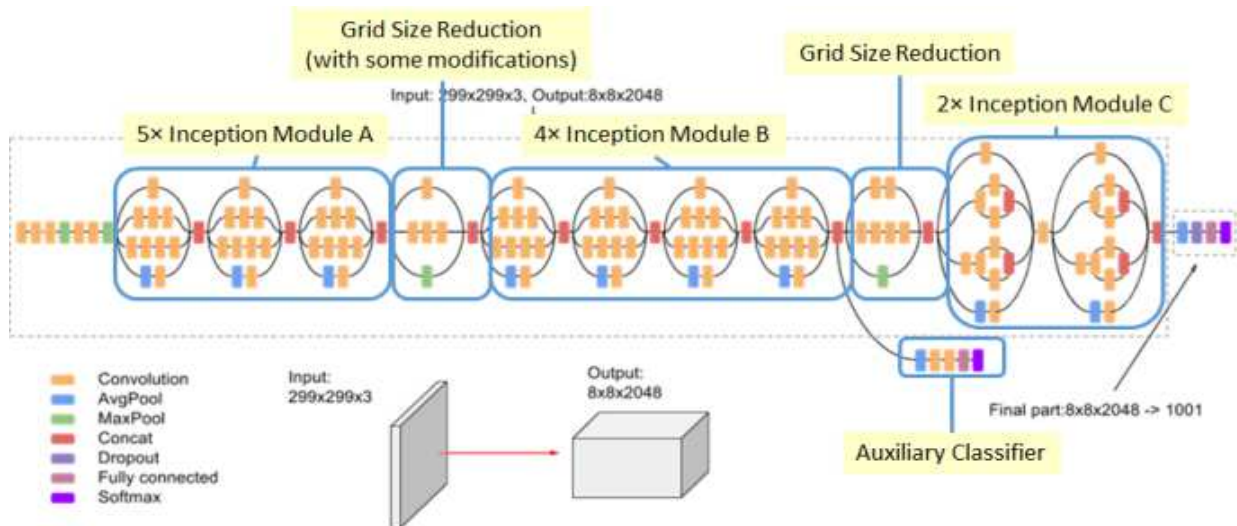 Grid Size Reduction
(with some modifications)
Grid Size Reduction
Input: 299x299x3, Output:8x8x2048
5× Inception Module A
4× Inception Module B
2× Inception Module C
Convolution
AvgPool
MaxPool
Concat
Dropout
Fully connected
Softmax
Input:
299x299x3
Output:
8x8x2048
Final part:8x8x2048 -> 1001
Auxiliary Classifier